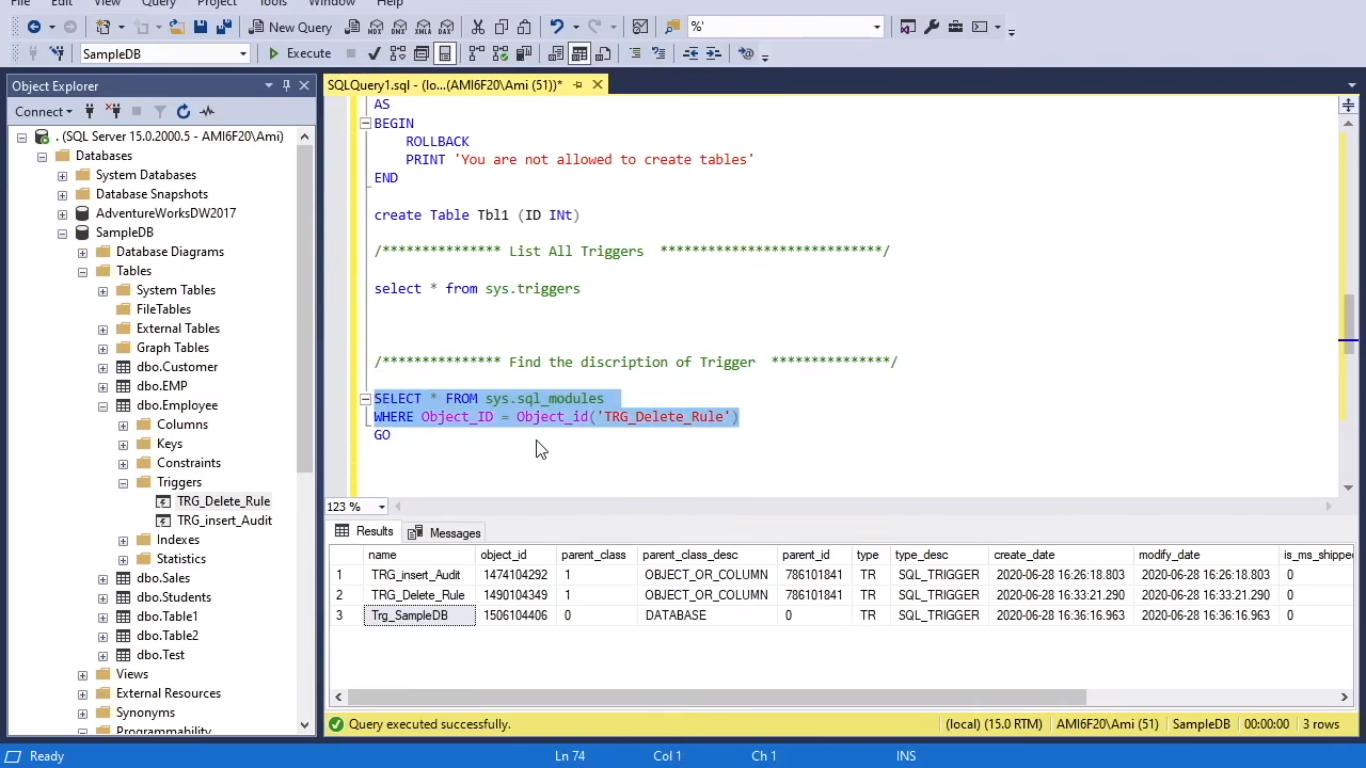 File Edit View Query Project Tools Window Help
New Query MDX DMX XMLA DAX %'
SampleDB Execute
Object Explorer
Connect
. (SQL Server 15.0.2000.5 - AMI6F20\Ami)
Databases
System Databases
Database Snapshots
AdventureWorksDW2017
SampleDB
Database Diagrams
Tables
System Tables
FileTables
External Tables
Graph Tables
dbo.Customer
dbo.EMP
dbo.Employee
Columns
Keys
Constraints
Triggers
TRG_Delete_Rule
TRG_insert_Audit
Indexes
Statistics
dbo.Sales
dbo.Students
dbo.Table1
dbo.Table2
dbo.Test
Views
External Resources
Synonyms
Programmability
SQLQuery1.sql - (lo...(AMI6F20\Ami (51))*
AS
BEGIN
ROLLBACK
PRINT 'You are not allowed to create tables'
END
create Table Tbl1 (ID INt)
/*************** List All Triggers ****************************/
select * from sys.triggers
/*************** Find the discription of Trigger ***************/
SELECT * FROM sys.sql_modules
WHERE Object_ID = Object_id('TRG_Delete_Rule')
GO
123 %
Results Messages
name object_id parent_class parent_class_desc parent_id type type_desc create_date modify_date is_ms_shipped
1 TRG_insert_Audit 1474104292 1 OBJECT_OR_COLUMN 786101841 TR SQL_TRIGGER 2020-06-28 16:26:18.803 2020-06-28 16:26:18.803 0
2 TRG_Delete_Rule 1490104349 1 OBJECT_OR_COLUMN 786101841 TR SQL_TRIGGER 2020-06-28 16:33:21.290 2020-06-28 16:33:21.290 0
3 Trg_SampleDB 1506104406 0 DATABASE 0 TR SQL_TRIGGER 2020-06-28 16:36:16.963 2020-06-28 16:36:16.963 0
Query executed successfully. (local) (15.0 RTM) AMI6F20\Ami (51) SampleDB 00:00:00 3 rows
Ready Ln 74 Col 1 Ch 1 INS